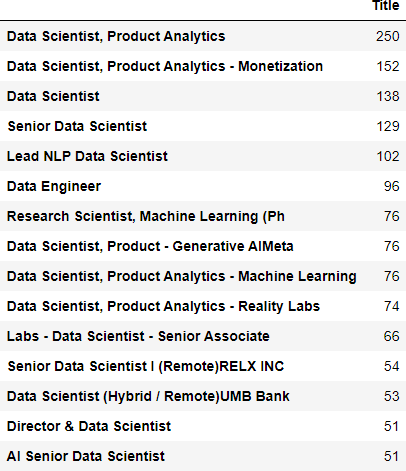 Title
Data Scientist, Product Analytics 250
Data Scientist, Product Analytics - Monetization 152
Data Scientist 138
Senior Data Scientist 129
Lead NLP Data Scientist 102
Data Engineer 96
Research Scientist, Machine Learning (Ph 76
Data Scientist, Product - Generative AIMeta 76
Data Scientist, Product Analytics - Machine Learning 76
Data Scientist, Product Analytics - Reality Labs 74
Labs - Data Scientist - Senior Associate 66
Senior Data Scientist I (Remote)RELX INC 54
Data Scientist (Hybrid / Remote)UMB Bank 53
Director & Data Scientist 51
AI Senior Data Scientist 51